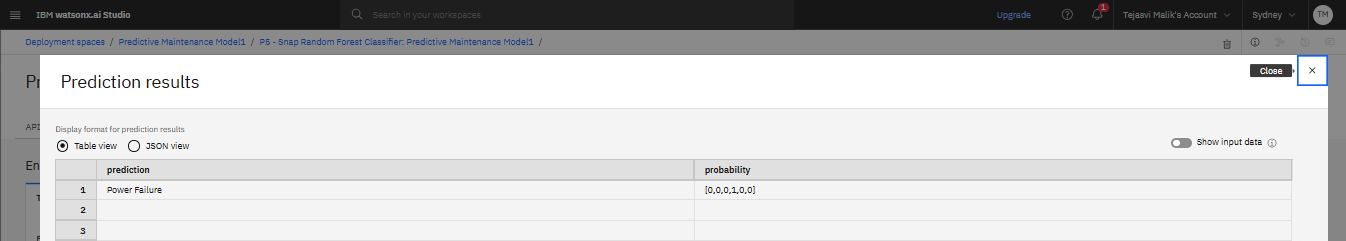 IBM watsonx.ai Studio
Search in your workspaces
Upgrade
1
Tejasvi Malik's Account
Sydney
TM
Deployment spaces / Predictive Maintenance Model1 / P5 - Snap Random Forest Classifier: Predictive Maintenance Model1 /
Prediction results
Close
Display format for prediction results
Table view
JSON view
Show input data
prediction
probability
1
Power Failure
[0,0,0,1,0,0]
2
3